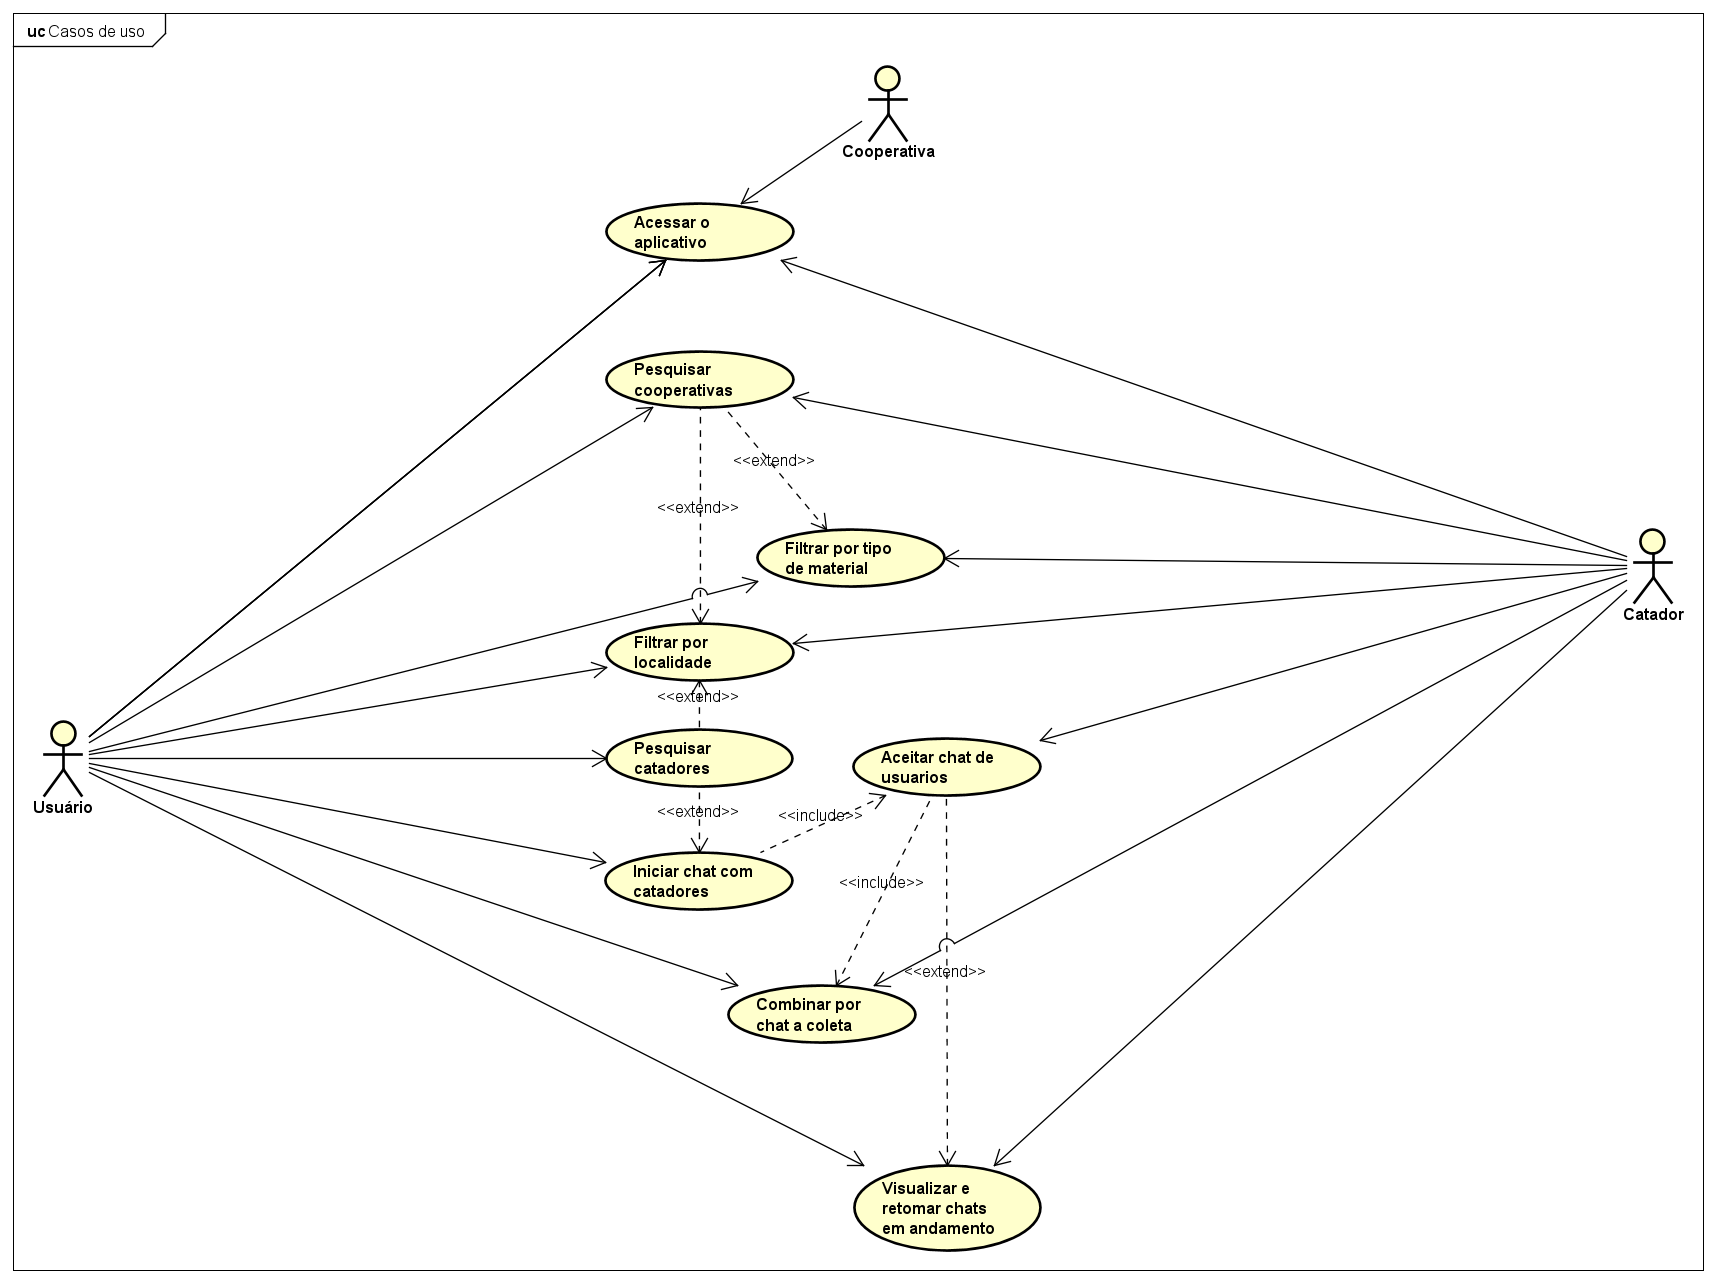 uc Casos de uso
Cooperativa
Acessar o
aplicativo
Pesquisar
cooperativas
<<extend>>
<<extend>>
Filtrar por tipo
de material
Catador
Filtrar por
localidade
<<extend>>
Pesquisar
catadores
Aceitar chat de
usuarios
Usuário
<<extend>>
<<include>>
Iniciar chat com
catadores
<<include>>
<<extend>>
Combinar por
chat a coleta
Visualizar e
retomar chats
em andamento